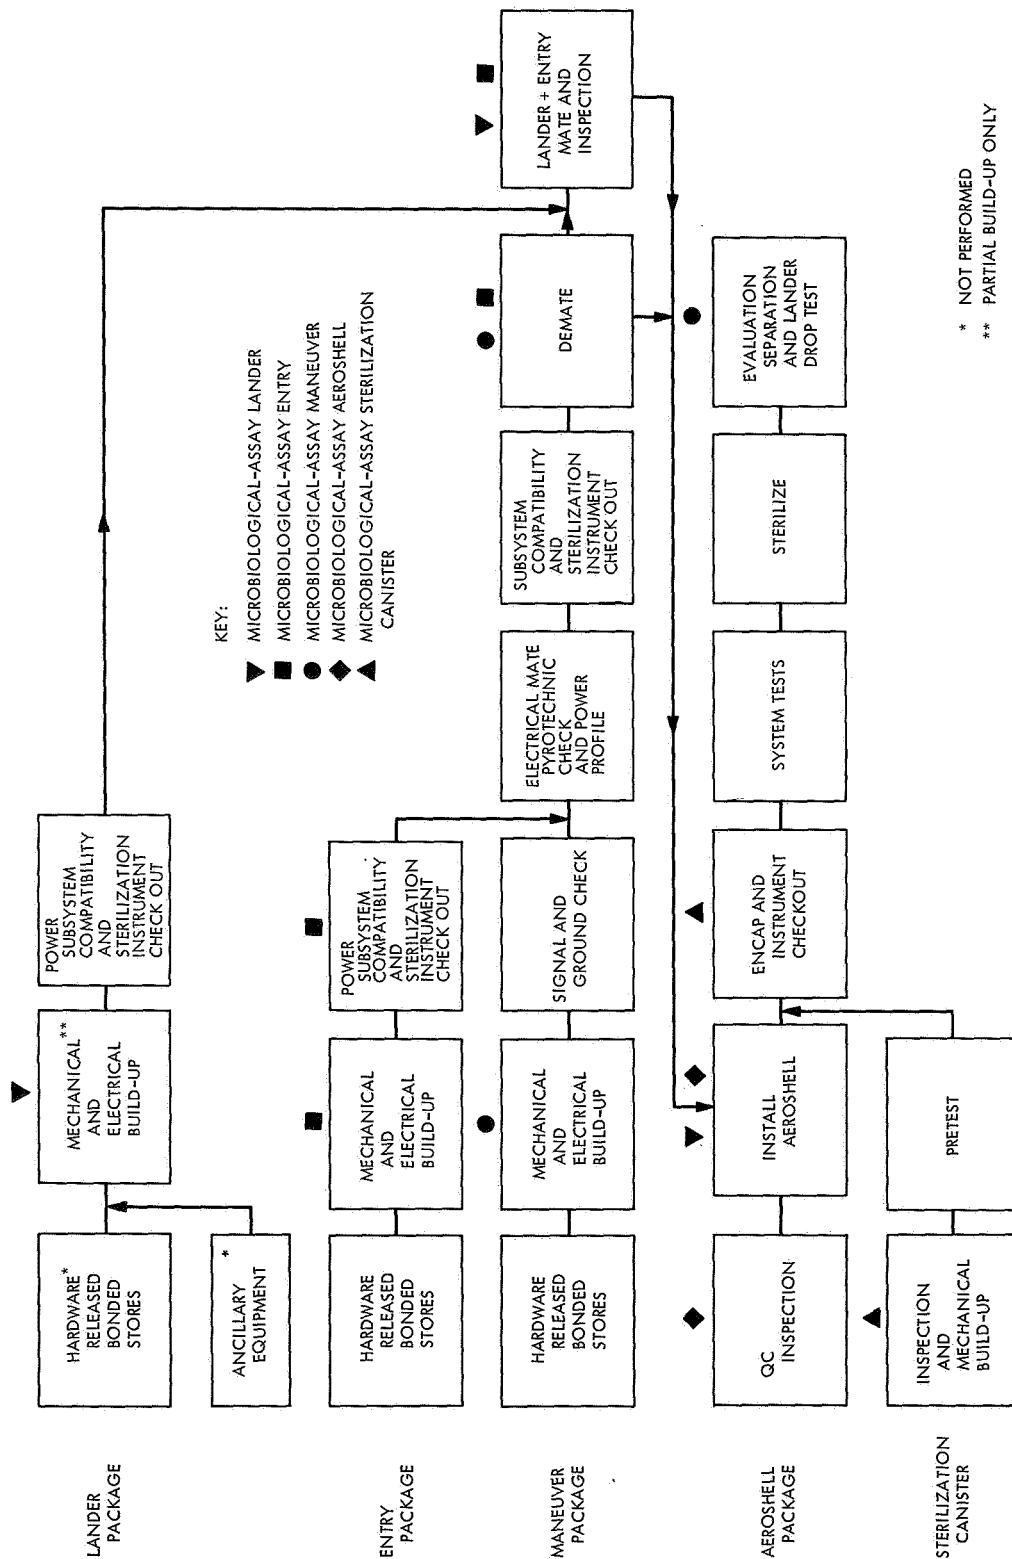 LANDER
PACKAGE
HARDWARE*
RELEASED
BONDED
STORES
ANCILLARY *
EQUIPMENT
MECHANICAL**
AND
ELECTRICAL
BUILD-UP
POWER
SUBSYSTEM
COMPATIBILITY
AND
STERILIZATION
INSTRUMENT
CHECK OUT
KEY:
MICROBIOLOGICAL-ASSAY LANDER
MICROBIOLOGICAL-ASSAY ENTRY
MICROBIOLOGICAL-ASSAY MANEUVER
MICROBIOLOGICAL-ASSAY AEROSHELL
MICROBIOLOGICAL-ASSAY STERILIZATION
CANISTER
ENTRY
PACKAGE
HARDWARE
RELEASED
BONDED
STORES
MECHANICAL
AND
ELECTRICAL
BUILD-UP
POWER
SUBSYSTEM
COMPATIBILITY
AND
STERILIZATION
INSTRUMENT
CHECK OUT
MANEUVER
PACKAGE
HARDWARE
RELEASED
BONDED
STORES
MECHANICAL
AND
ELECTRICAL
BUILD-UP
SIGNAL AND
GROUND CHECK
ELECTRICAL MATE
PYROTECHNIC
CHECK
AND POWER
PROFILE
SUBSYSTEM
COMPATIBILITY
AND
STERILIZATION
INSTRUMENT
CHECK OUT
DEMATE
LANDER + ENTRY
MATE AND
INSPECTION
AEROSHELL
PACKAGE
QC
INSPECTION
INSTALL
AEROSHELL
ENCAP AND
INSTRUMENT
CHECKOUT
SYSTEM TESTS
STERILIZE
EVALUATION
SEPARATION
AND LANDER
DROP TEST
STERILIZATION
CANISTER
INSPECTION
AND
MECHANICAL
BUILD-UP
PRETEST
* NOT PERFORMED
** PARTIAL BUILD-UP ONLY